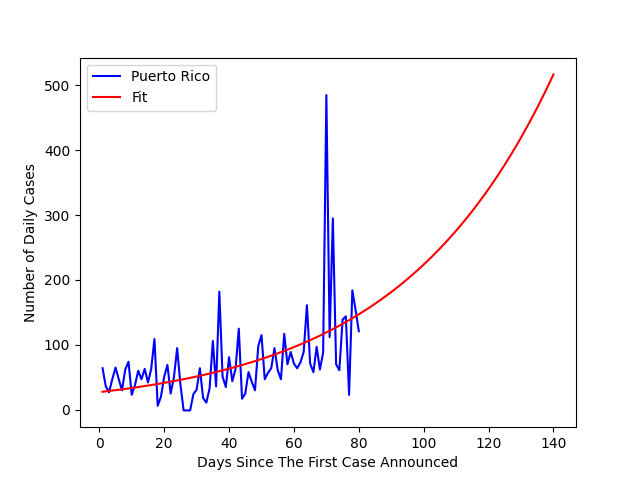 Puerto Rico
Fit
Number of Daily Cases
500
400
300
200
100
0
0 20 40 60 80 100 120 140
Days Since The First Case Announced